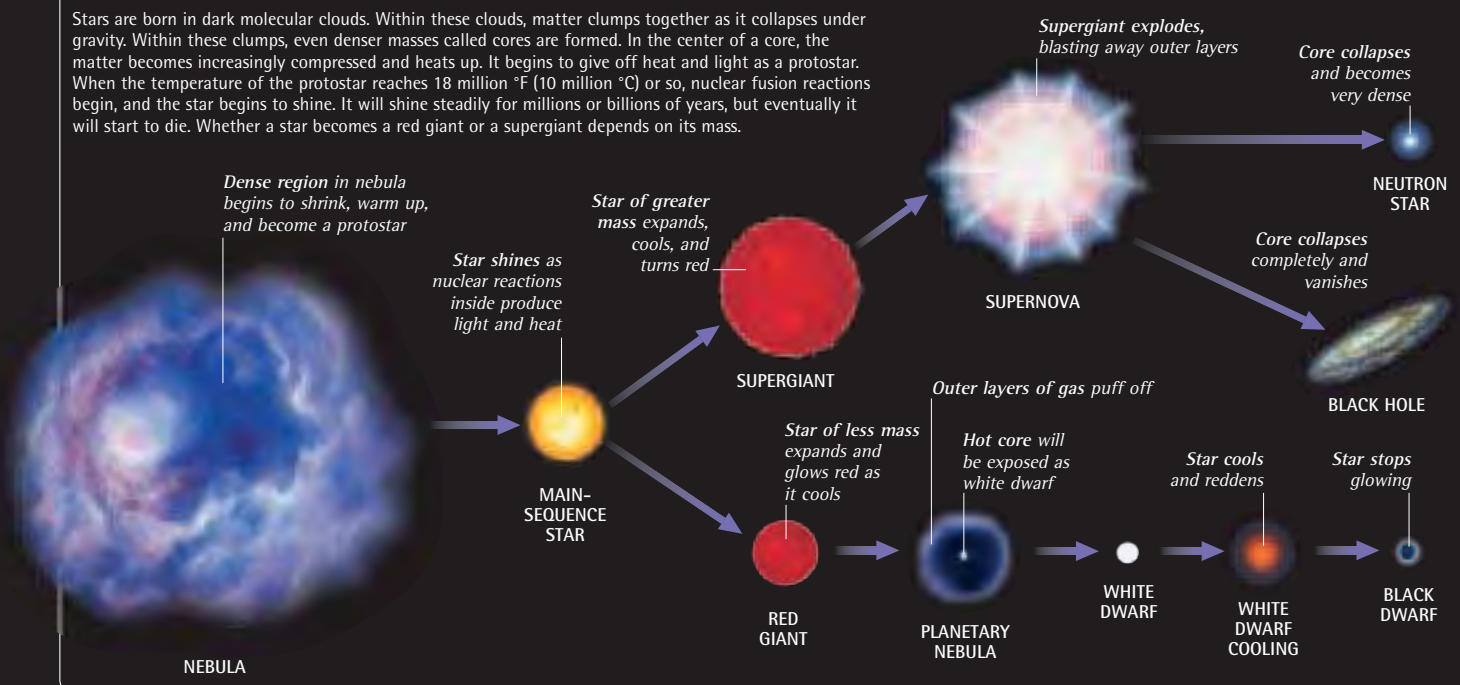 Stars are born in dark molecular clouds. Within these clouds, matter clumps together as it collapses under
gravity. Within these clumps, even denser masses called cores are formed. In the center of a core, the
matter becomes increasingly compressed and heats up. It begins to give off heat and light as a protostar.
When the temperature of the protostar reaches 18 million °F (10 million °C) or so, nuclear fusion reactions
begin, and the star begins to shine. It will shine steadily for millions or billions of years, but eventually it
will start to die. Whether a star becomes a red giant or a supergiant depends on its mass.
Dense region in nebula
begins to shrink, warm up,
and become a protostar
NEBULA
Star shines as
nuclear reactions
inside produce
light and heat
MAIN-
SEQUENCE
STAR
Star of greater
mass expands,
cools, and
turns red
SUPERGIANT
Supergiant explodes,
blasting away outer layers
SUPERNOVA
Core collapses
and becomes
very dense
NEUTRON
STAR
Core collapses
completely and
vanishes
BLACK HOLE
Star of less mass
expands and
glows red as
it cools
RED
GIANT
Outer layers of gas puff off
Hot core will
be exposed as
white dwarf
PLANETARY
NEBULA
WHITE
DWARF
Star cools
and reddens
WHITE
DWARF
COOLING
Star stops
glowing
BLACK
DWARF